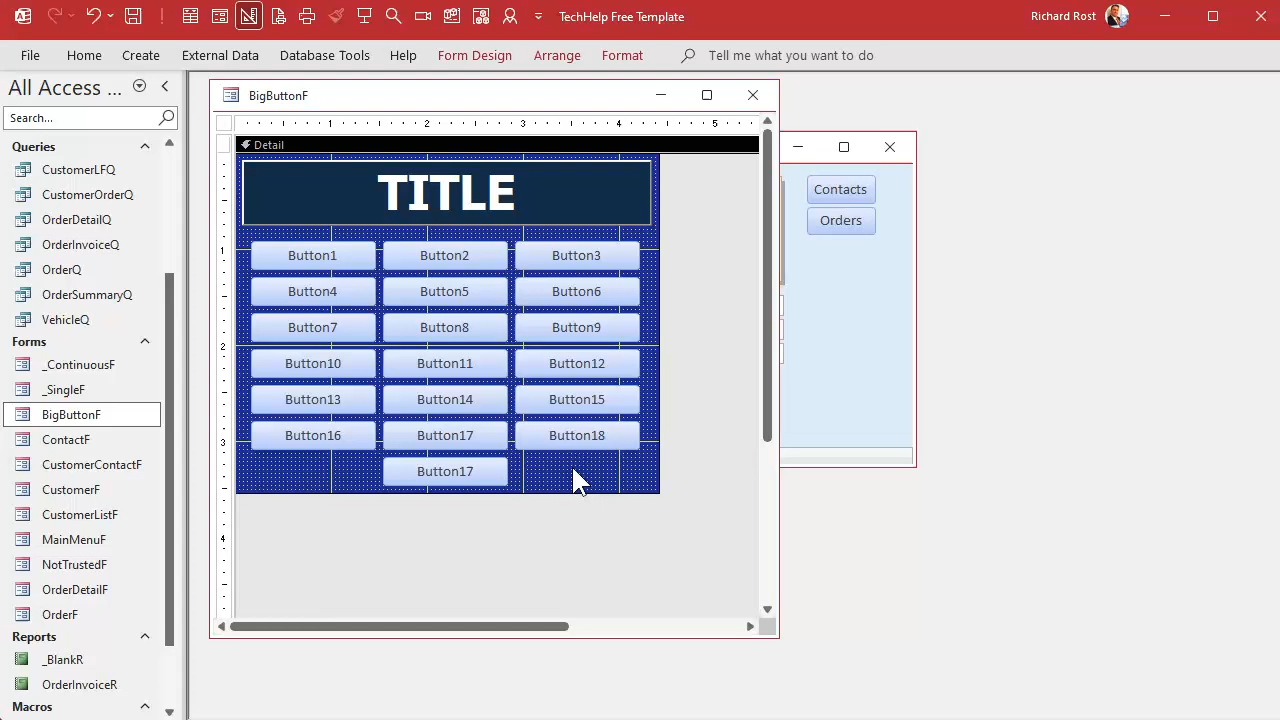 TechHelp Free Template
Richard Rost
File Home Create External Data Database Tools Help Form Design Arrange Format Tell me what you want to do
All Access ...
Search...
Queries
CustomerLFQ
CustomerOrderQ
OrderDetailQ
OrderInvoiceQ
OrderQ
OrderSummaryQ
VehicleQ
Forms
_ContinuousF
_SingleF
BigButtonF
ContactF
CustomerContactF
CustomerF
CustomerListF
MainMenuF
NotTrustedF
OrderDetailF
OrderF
Reports
_BlankR
OrderInvoiceR
Macros
BigButtonF
1 2 3 4 5
Detail
TITLE
1
Button1 Button2 Button3
Button4 Button5 Button6
Button7 Button8 Button9
2
Button10 Button11 Button12
Button13 Button14 Button15
Button16 Button17 Button18
3
Button17
4
Contacts
Orders